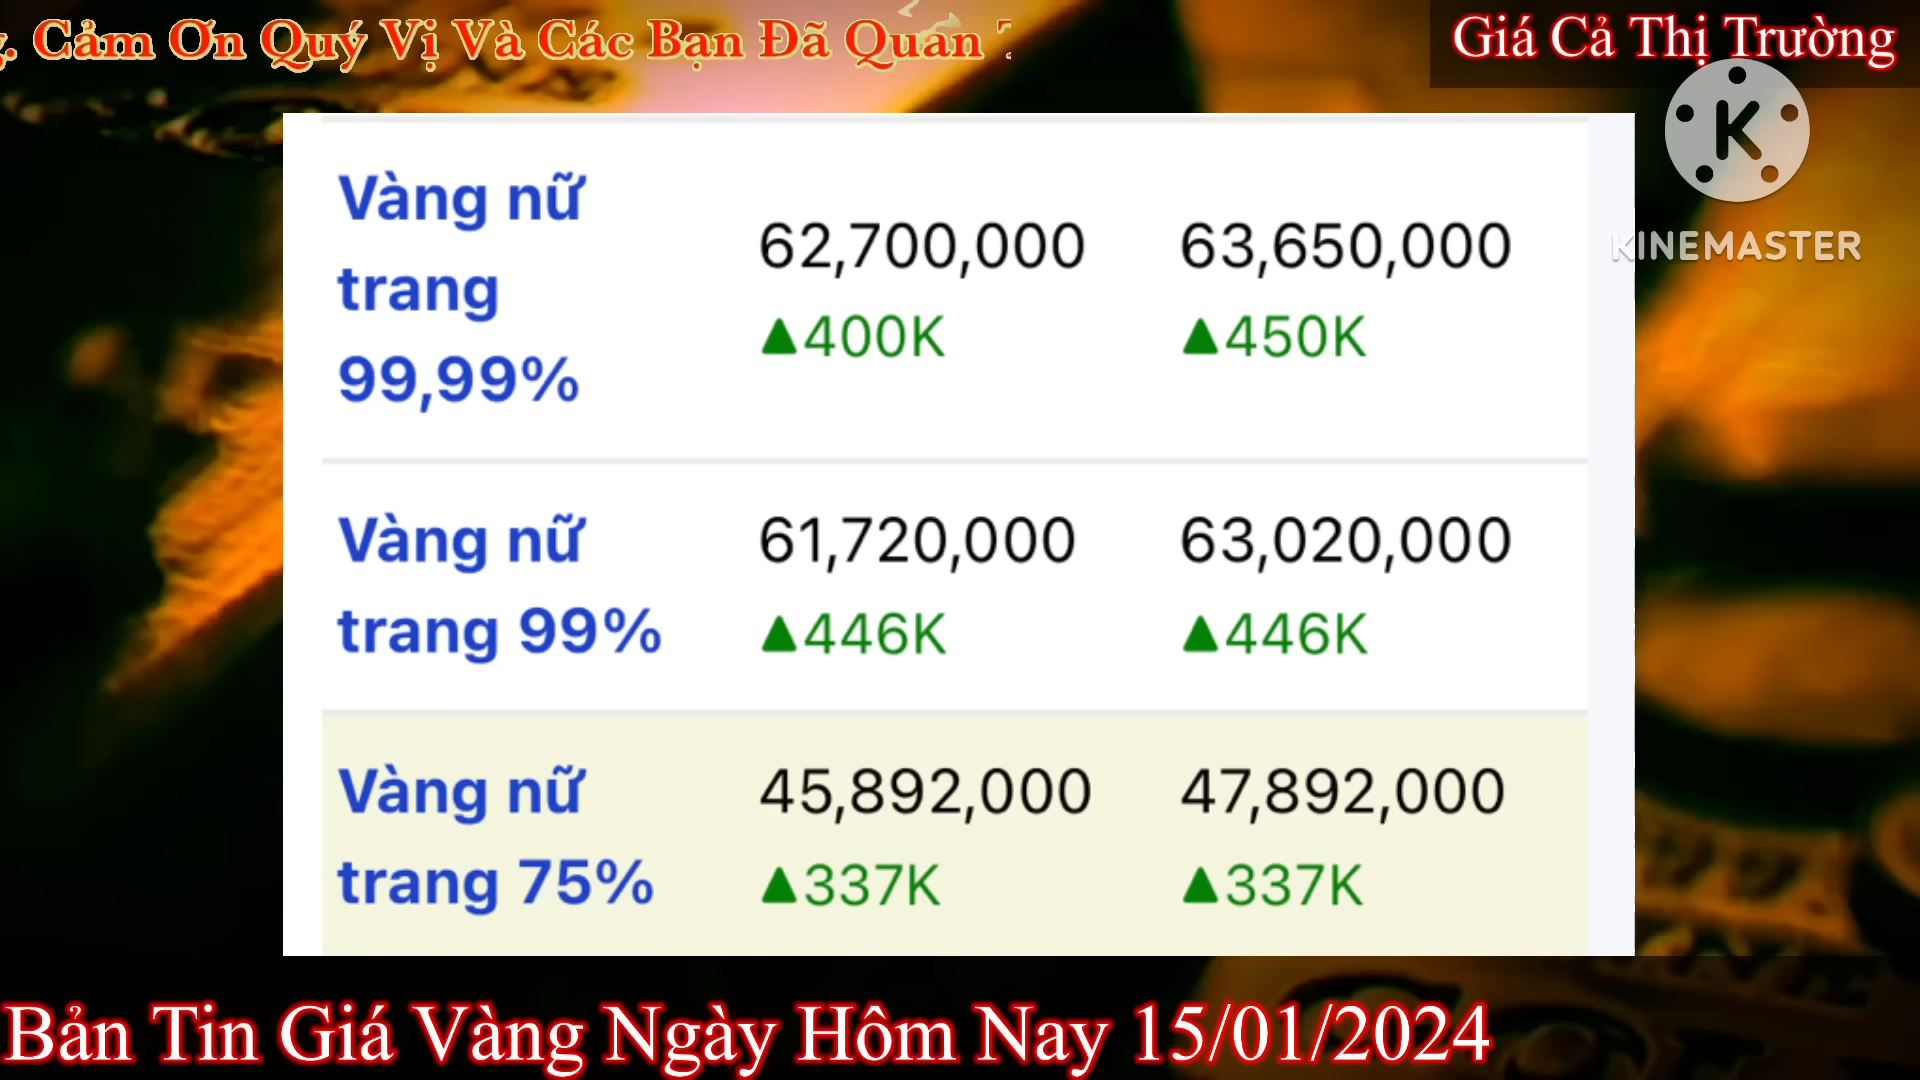 . Cảm Ơn Quý Vị Và Các Bạn Đã Quan
Giá Cả Thị Trường
K
KINEMASTER
Vàng nữ
trang
99,99%
62,700,000
▲400K
63,650,000
▲450K
Vàng nữ
trang 99%
61,720,000
▲446K
63,020,000
▲446K
Vàng nữ
trang 75%
45,892,000
▲337K
47,892,000
▲337K
Bản Tin Giá Vàng Ngày Hôm Nay 15/01/2024